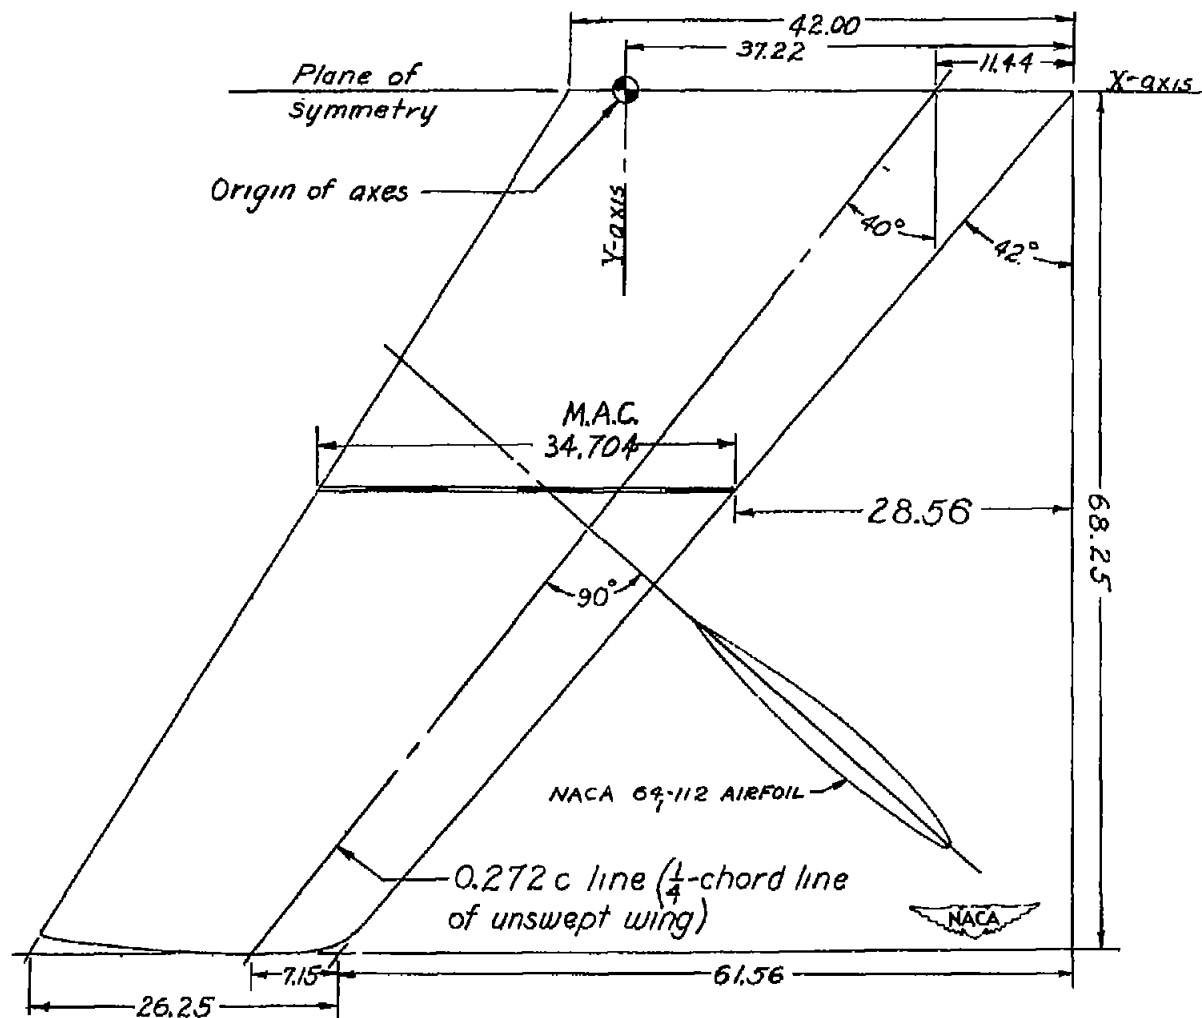 42.00
37.22
11.44
Plane of
symmetry
X-axis
Origin of axes
Y-axis
40°
42°
M.A.C.
34.704
28.56
68.25
90°
NACA 64₁-112 AIRFOIL
0.272 c line (1/4-chord line
of unswept wing)
NACA
7.15
61.56
26.25